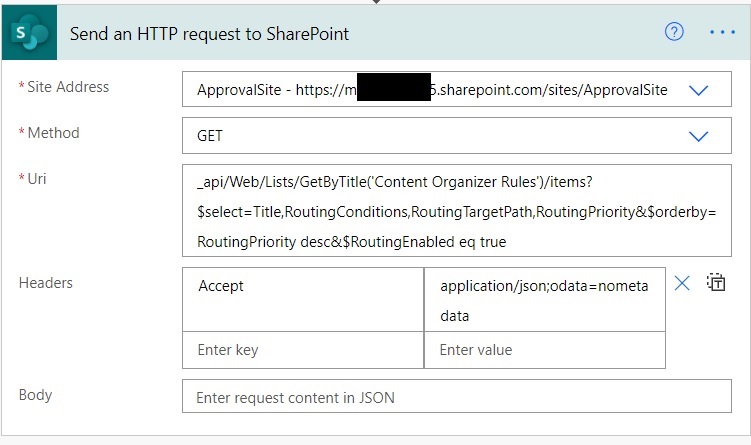 Send an HTTP request to SharePoint
* Site Address
ApprovalSite - https://m 5.sharepoint.com/sites/ApprovalSite
* Method
GET
* Uri
_api/Web/Lists/GetByTitle('Content Organizer Rules')/items?
$select=Title,RoutingConditions,RoutingTargetPath,RoutingPriority&$orderby=
RoutingPriority desc&$RoutingEnabled eq true
Headers
Accept
application/json;odata=nometa
data
Enter key
Enter value
Body
Enter request content in JSON